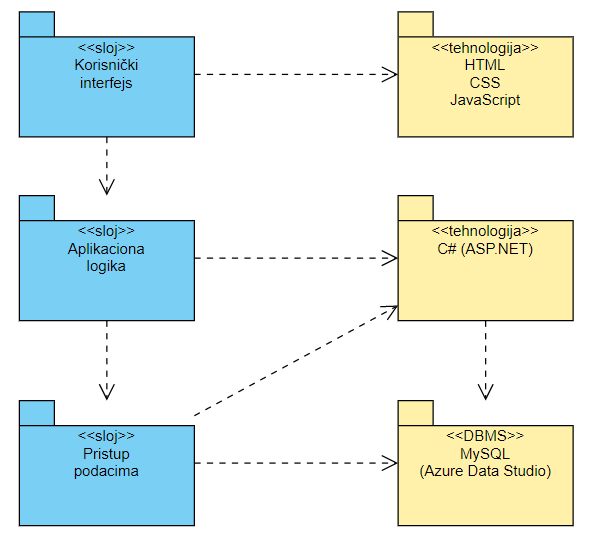 <<sloj>>
Korisnički
interfejs
<<tehnologija>>
HTML
CSS
JavaScript
<<sloj>>
Aplikaciona
logika
<<tehnologija>>
C# (ASP.NET)
<<sloj>>
Pristup
podacima
<<DBMS>>
MySQL
(Azure Data Studio)